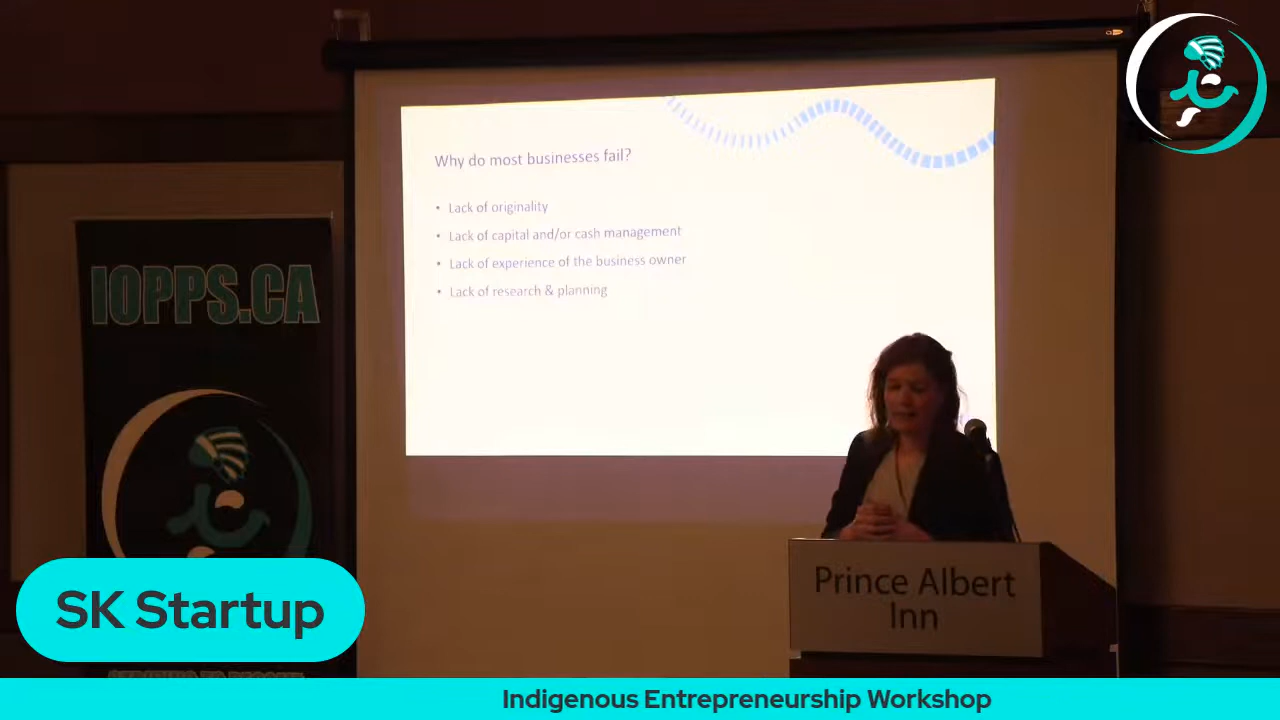 Why do most businesses fail?
• Lack of originality
• Lack of capital and/or cash management
• Lack of experience of the business owner
• Lack of research & planning
IOPPS.CA
SK Startup
Prince Albert
Inn
Indigenous Entrepreneurship Workshop